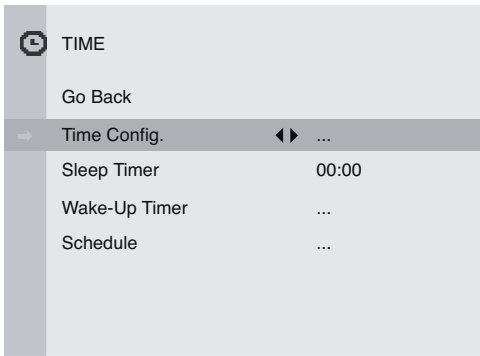 TIME
Go Back
Time Config. ...
Sleep Timer 00:00
Wake-Up Timer ...
Schedule ...